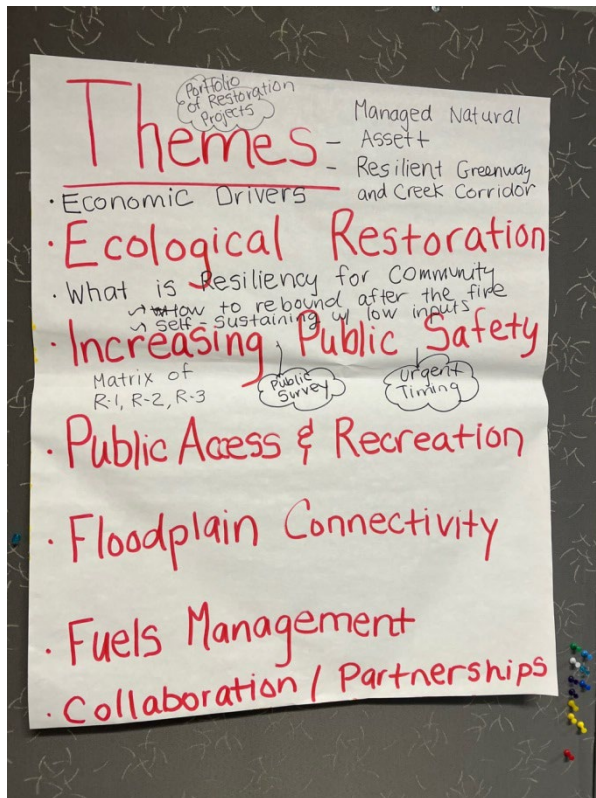 Portfolio
of Restoration
Projects
Themes
- Managed Natural
Asset
- Resilient Greenway
and Creek Corridor
· Economic Drivers
· Ecological Restoration
· What is Resiliency for Community
→ How to rebound after the fire
→ self-sustaining w/ low inputs
· Increasing Public Safety
Matrix of
R-1, R-2, R-3
Public
Survey
urgent
Timing
· Public Access & Recreation
· Floodplain Connectivity
· Fuels Management
· Collaboration / Partnerships